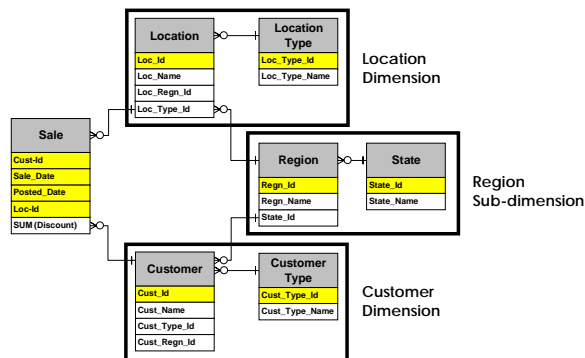 Location
Loc_Id
Loc_Name
Loc_Regn_Id
Loc_Type_Id
Location
Type
Loc_Type_Id
Loc_Type_Name
Location
Dimension
Sale
Cust-Id
Sale_Date
Posted_Date
Loc-Id
SUM (Discount)
Region
Regn_Id
Regn_Name
State_Id
State
State_Id
State_Name
Region
Sub-dimension
Customer
Cust_Id
Cust_Name
Cust_Type_Id
Cust_Regn_Id
Customer
Type
Cust_Type_Id
Cust_Type_Name
Customer
Dimension